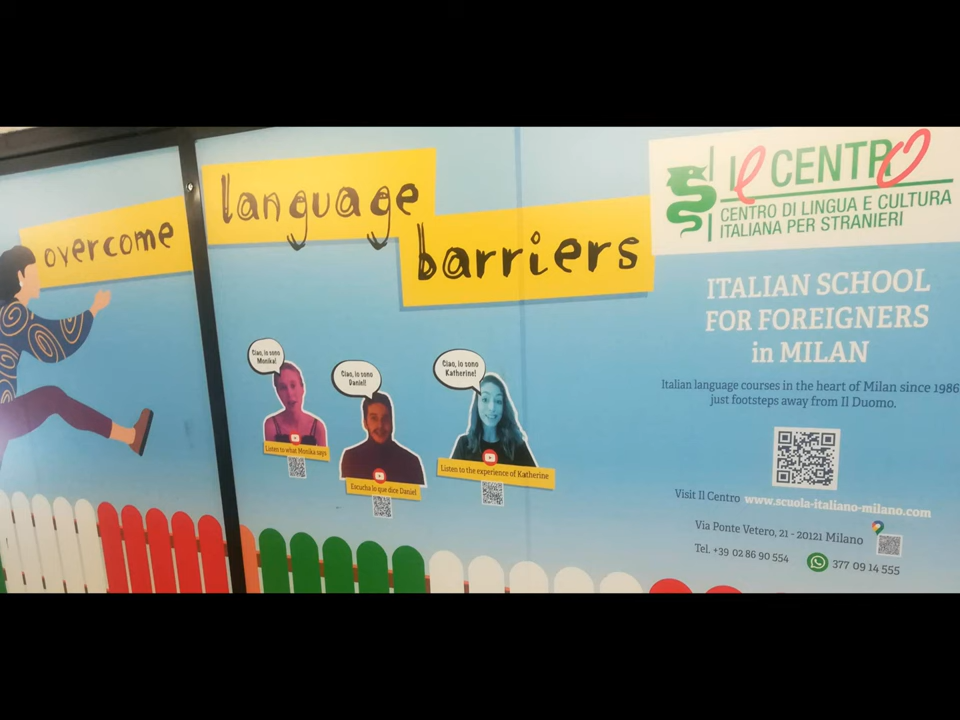 overcome
language
barriers
IL CENTRO
CENTRO DI LINGUA E CULTURA
ITALIANA PER STRANIERI
ITALIAN SCHOOL
FOR FOREIGNERS
in MILAN
Italian language courses in the heart of Milan since 1986
just footsteps away from Il Duomo.
Ciao, io sono
Monika!
Listen to what Monika says
Ciao, io sono
Daniel!
Escucha lo que dice Daniel
Ciao, io sono
Katherine!
Listen to the experience of Katherine
Visit Il Centro www.scuola-italiano-milano.com
Via Ponte Vetero, 21 - 20121 Milano
Tel. +39 02 86 90 554 377 09 14 555